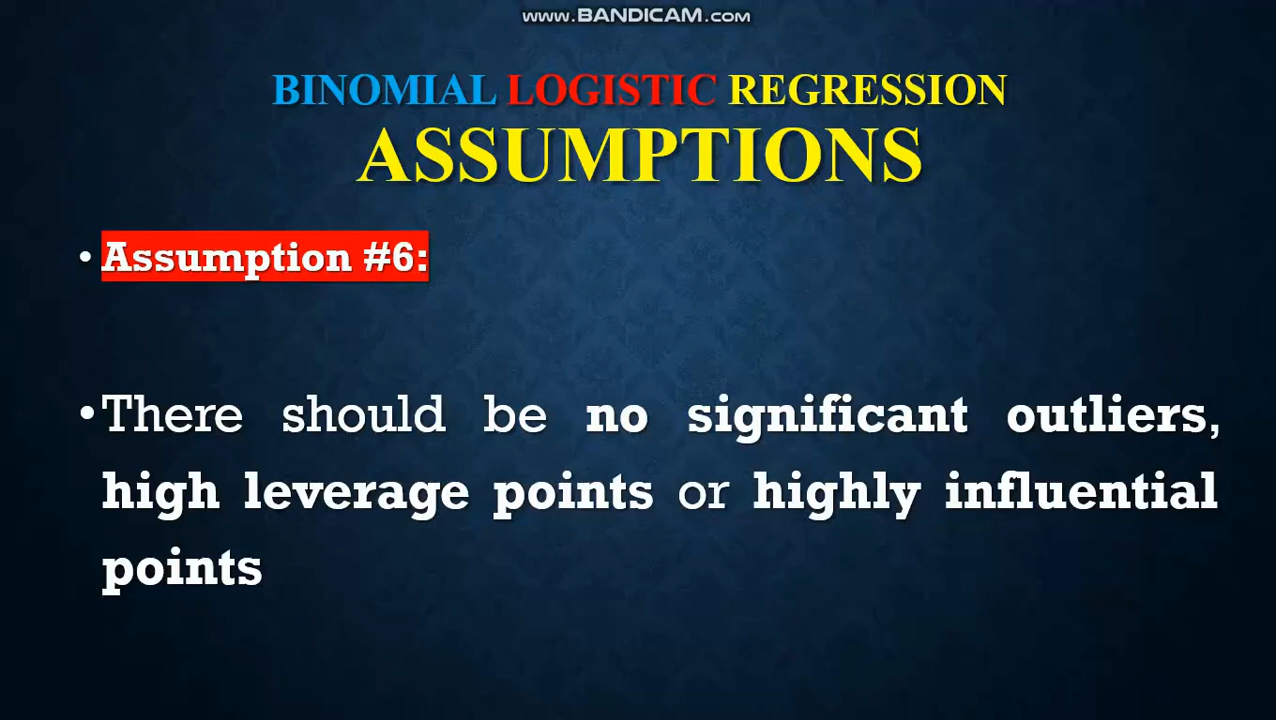 www.BANDICAM.com
BINOMIAL LOGISTIC REGRESSION
ASSUMPTIONS
• Assumption #6:
•There should be no significant outliers,
high leverage points or highly influential
points